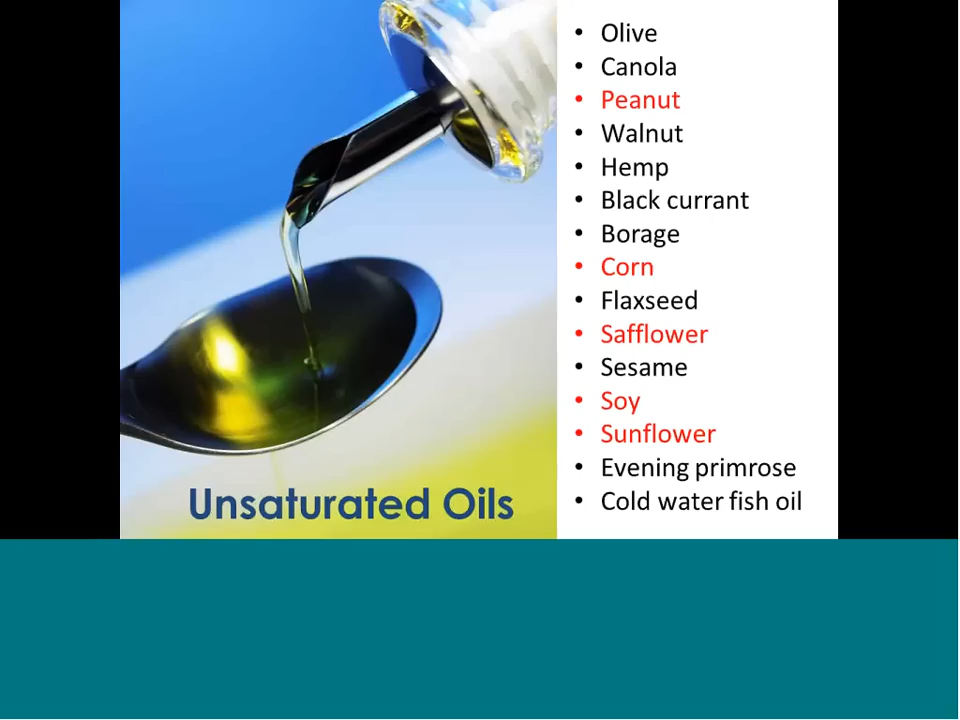 Olive
Canola
Peanut
Walnut
Hemp
Black currant
Borage
Corn
Flaxseed
Safflower
Sesame
Soy
Sunflower
Evening primrose
Cold water fish oil
Unsaturated Oils